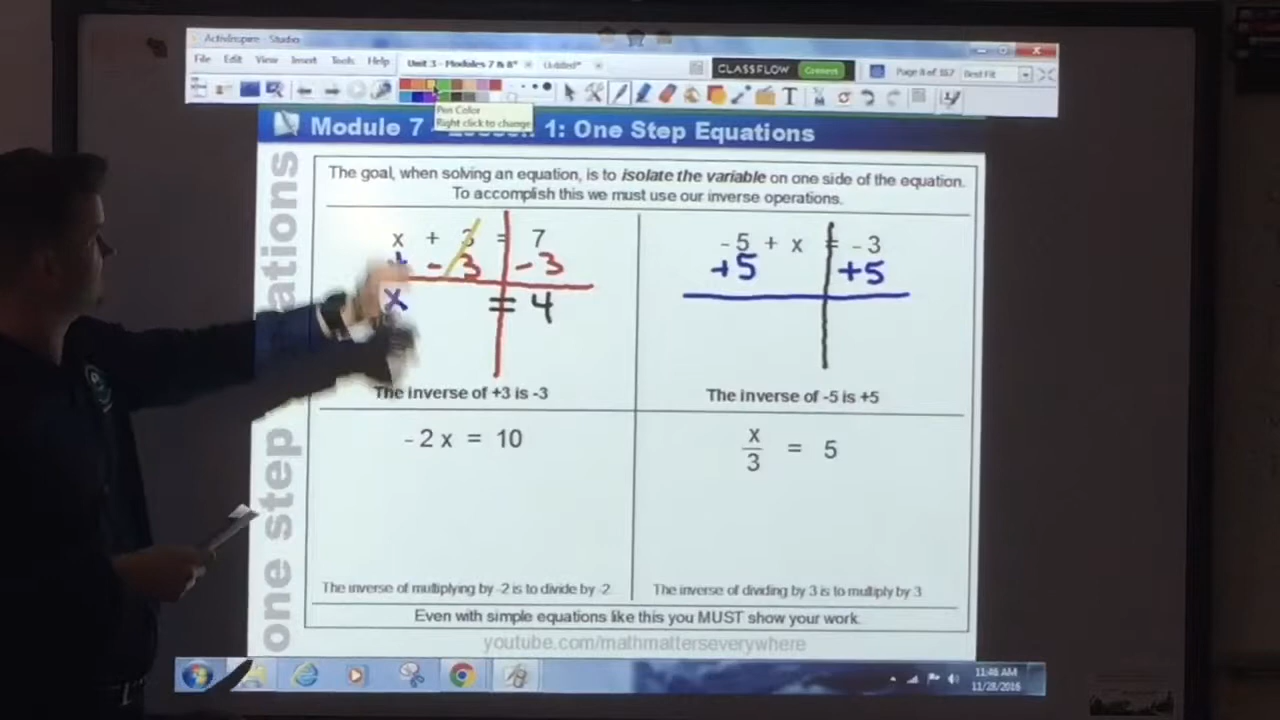 ActivInspire - Studio
File Edit View Insert Tools Help
Unit 3 - Modules 7 & 8*
Untitled*
CLASSFLOW Connect
Page 8 of 157
Best Fit
T
Pen Color
Right click to change
Module 7 - 1: One Step Equations
one step
The goal, when solving an equation, is to isolate the variable on one side of the equation.
To accomplish this we must use our inverse operations.
x + 3 = 7
- 3 - 3
x = 4
The inverse of +3 is -3
- 5 + x = - 3
+5 +5
The inverse of -5 is +5
- 2 x = 10
The inverse of multiplying by -2 is to divide by -2
x
3 = 5
The inverse of dividing by 3 is to multiply by 3
Even with simple equations like this you MUST show your work.
youtube.com/mathmatterseverywhere
11:46 AM
11/28/2016